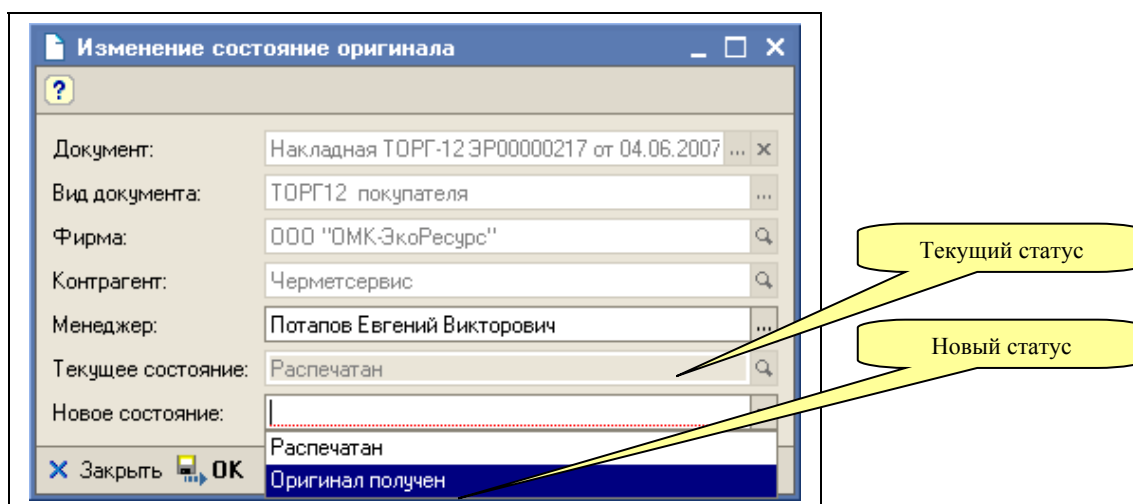 Изменение состояние оригинала
?
Документ: Накладная ТОРГ-12 ЭР00000217 от 04.06.2007 ...
Вид документа: ТОРГ12 покупателя ...
Фирма: ООО "ОМК-ЭкоРесурс"
Контрагент: Черметсервис
Менеджер: Потапов Евгений Викторович ...
Текущее состояние: Распечатан
Новое состояние:
Распечатан
Оригинал получен
Закрыть OK
Текущий статус
Новый статус